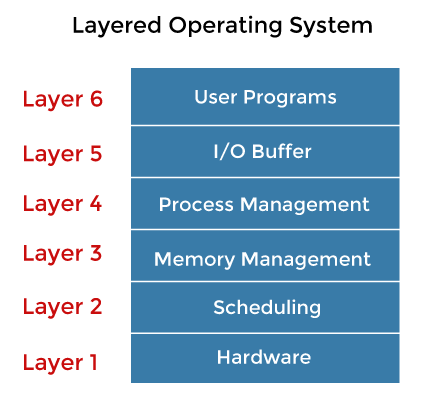 Layered Operating System
Layer 6 User Programs
Layer 5 I/O Buffer
Layer 4 Process Management
Layer 3 Memory Management
Layer 2 Scheduling
Layer 1 Hardware